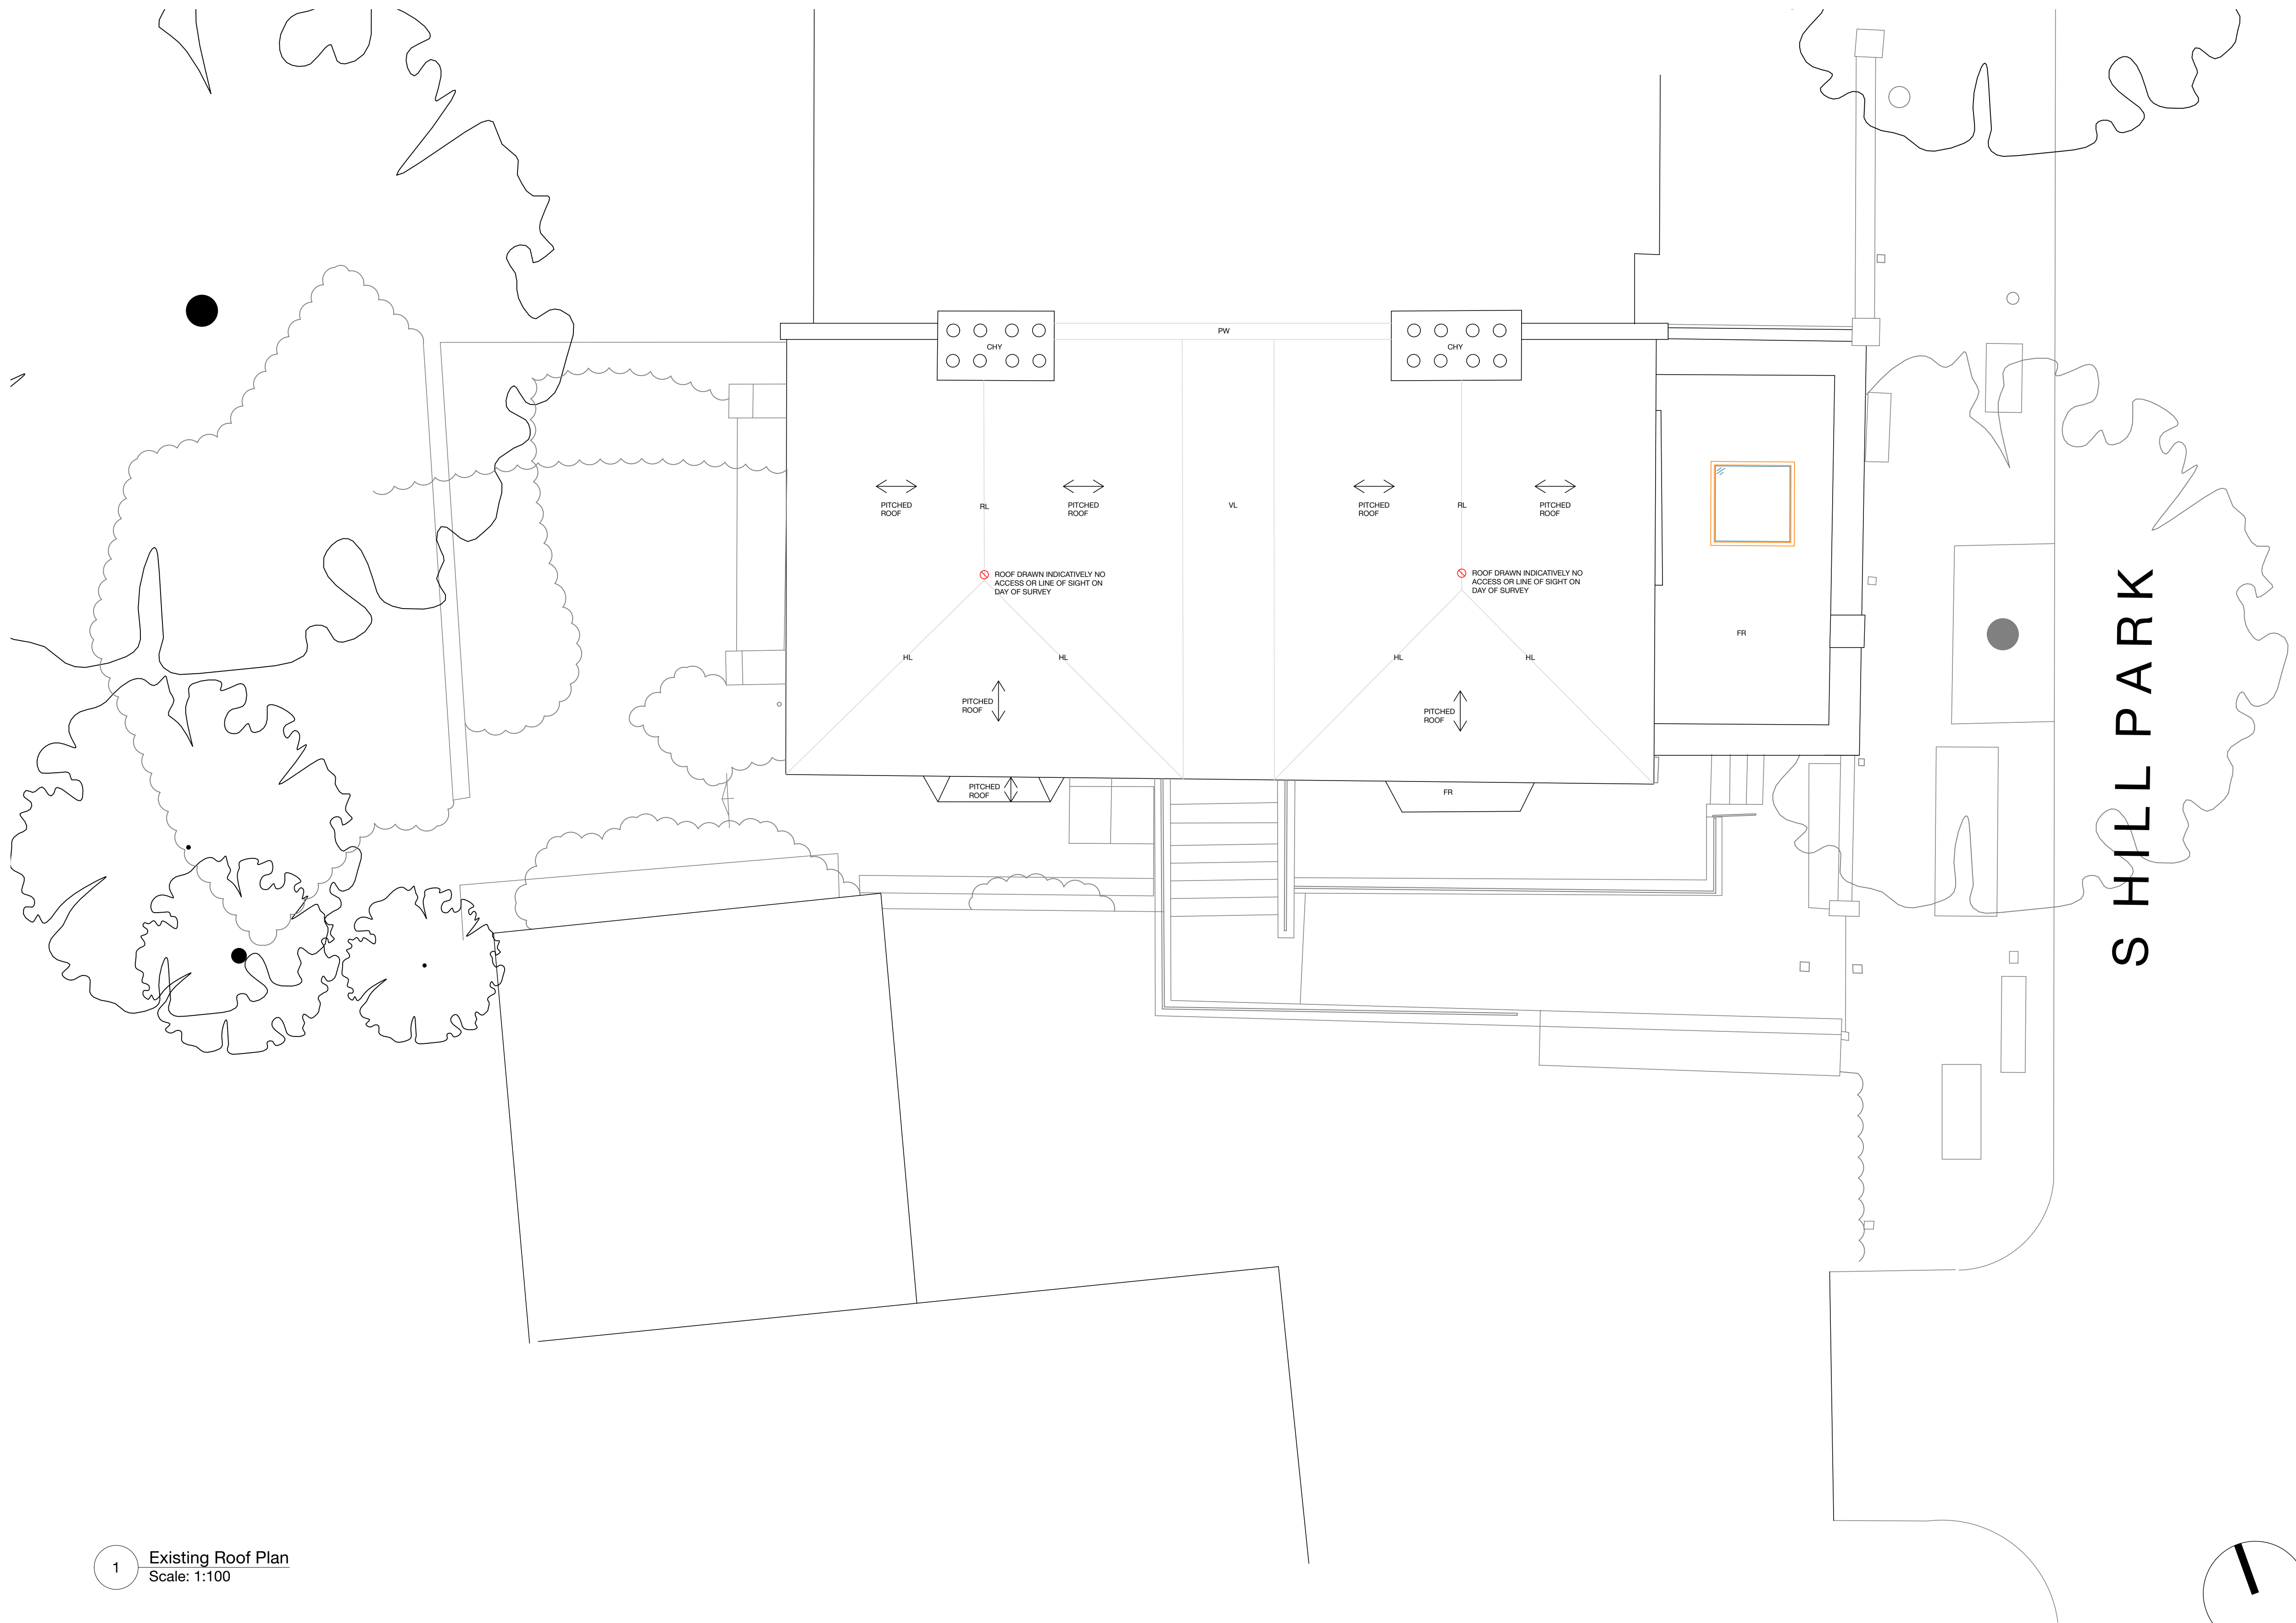 PW
CHY
CHY
PITCHED
ROOF
RL
PITCHED
ROOF
VL
PITCHED
ROOF
RL
PITCHED
ROOF
ROOF DRAWN INDICATIVELY NO
ACCESS OR LINE OF SIGHT ON
DAY OF SURVEY
ROOF DRAWN INDICATIVELY NO
ACCESS OR LINE OF SIGHT ON
DAY OF SURVEY
FR
HL
HL
HL
HL
PITCHED
ROOF
PITCHED
ROOF
PITCHED
ROOF
FR
S HILL PARK
1
Existing Roof Plan
Scale: 1:100